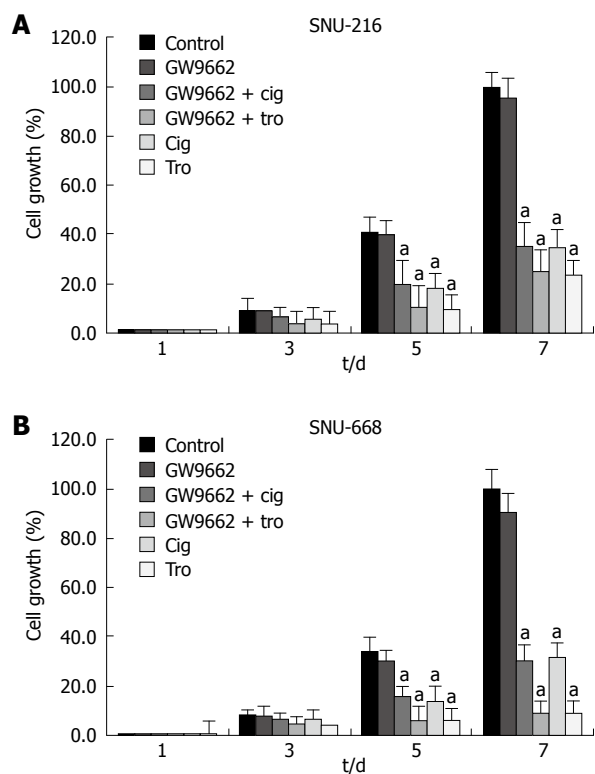 A
SNU-216
120.0
100.0
80.0
60.0
40.0
20.0
0.0
Cell growth (%)
Control
GW9662
GW9662 + cig
GW9662 + tro
Cig
Tro
a a a a
a a a a
1 3 5 7
t/d
B
SNU-668
120.0
100.0
80.0
60.0
40.0
20.0
0.0
Cell growth (%)
Control
GW9662
GW9662 + cig
GW9662 + tro
Cig
Tro
a a a a
a a a a
1 3 5 7
t/d